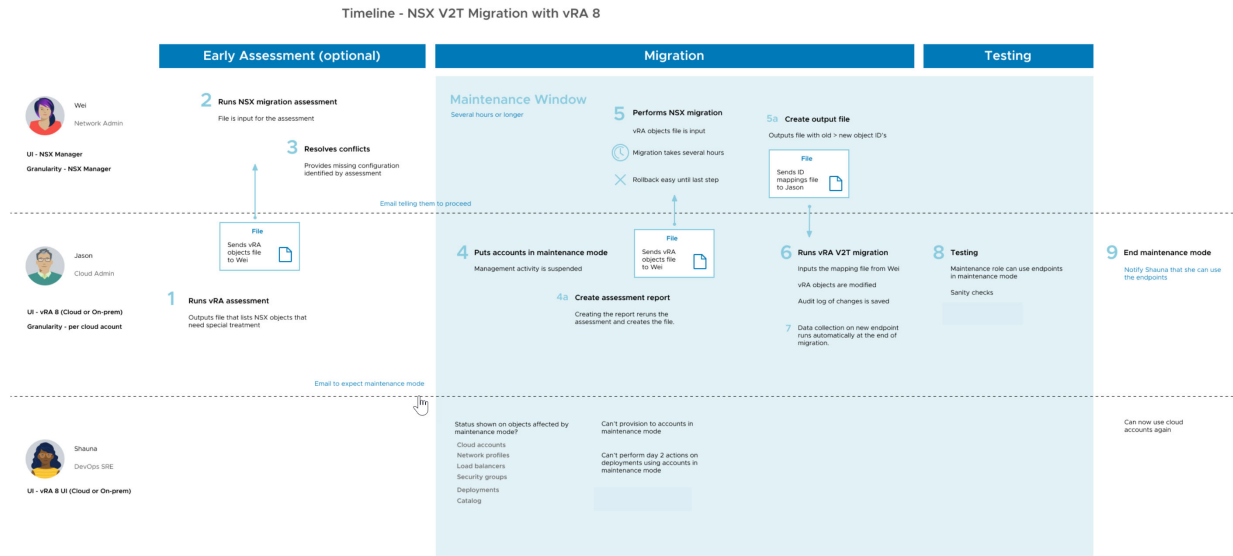 Timeline - NSX V2T Migration with vRA 8
Early Assessment (optional)
Migration
Testing
Wei
Network Admin
UI - NSX Manager
Granularity - NSX Manager
2 Runs NSX migration assessment
File is input for the assessment
3 Resolves conflicts
Provides missing configuration
identified by assessment
Maintenance Window
Several hours or longer
5 Performs NSX migration
vRA objects file is input
Migration takes several hours
Rollback easy until last step
5a Create output file
Outputs file with old > new object ID's
File
Sends ID
mappings file
to Jason
Email telling them to proceed
Jason
Cloud Admin
UI - vRA 8 (Cloud or On-prem)
Granularity - per cloud acount
File
Sends vRA
objects file
to Wei
1 Runs vRA assessment
Outputs file that lists NSX objects that
need special treatment
4 Puts accounts in maintenance mode
Management activity is suspended
File
Sends vRA
objects file
to Wei
4a Create assessment report
Creating the report reruns the
assessment and creates the file.
6 Runs vRA V2T migration
Inputs the mapping file from Wei
vRA objects are modified
Audit log of changes is saved
7 Data collection on new endpoint
runs automatically at the end of
migration.
8 Testing
Maintenance role can use endpoints
in maintenance mode
Sanity checks
9 End maintenance mode
Notify Shauna that she can use
the endpoints
Email to expect maintenance mode
Shauna
DevOps SRE
UI - vRA 8 UI (Cloud or On-prem)
Status shown on objects affected by
maintenance mode?
Cloud accounts
Network profiles
Load balancers
Security groups
Deployments
Catalog
Can't provision to accounts in
maintenance mode
Can't perform day 2 actions on
deployments using accounts in
maintenance mode
Can now use cloud
accounts again